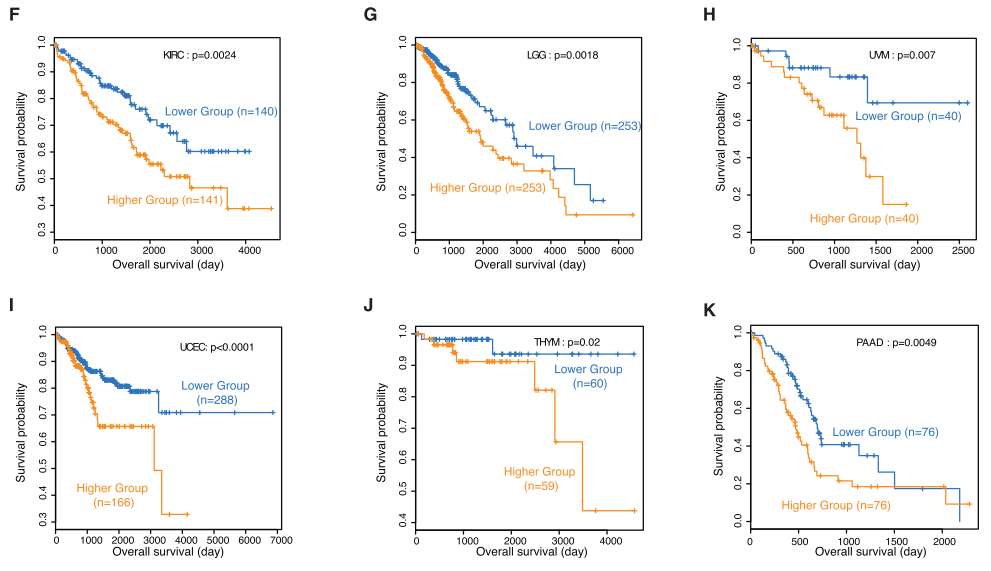 F
KIRC : p=0.0024
Lower Group (n=140)
Higher Group (n=141)
Survival probability
1.0
0.9
0.8
0.7
0.6
0.5
0.4
0.3
0 1000 2000 3000 4000
Overall survival (day)
G
LGG : p=0.0018
Lower Group (n=253)
Higher Group (n=253)
Survival probability
1.0
0.8
0.6
0.4
0.2
0.0
0 1000 2000 3000 4000 5000 6000
Overall survival (day)
H
UVM : p=0.007
Lower Group (n=40)
Higher Group (n=40)
Survival probability
1.0
0.8
0.6
0.4
0.2
0.0
0 500 1000 1500 2000 2500
Overall survival (day)
I
UCEC: p<0.0001
Lower Group
(n=288)
Higher Group
(n=166)
Survival probability
1.0
0.9
0.8
0.7
0.6
0.5
0.4
0.3
0 1000 2000 3000 4000 5000 6000 7000
Overall survival (day)
J
THYM : p=0.02
Lower Group
(n=60)
Higher Group
(n=59)
Survival probability
1.0
0.9
0.8
0.7
0.6
0.5
0.4
0 1000 2000 3000 4000
Overall survival (day)
K
PAAD : p=0.0049
Lower Group (n=76)
Higher Group (n=76)
Survival probability
1.0
0.8
0.6
0.4
0.2
0.0
0 500 1000 1500 2000
Overall survival (day)